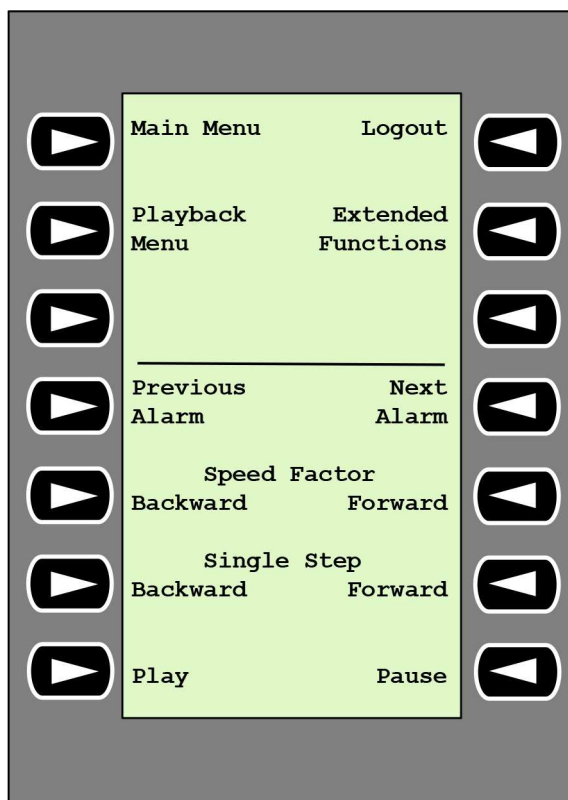 Main Menu Logout
Playback Extended
Menu Functions
Previous Next
Alarm Alarm
Speed Factor
Backward Forward
Single Step
Backward Forward
Play Pause